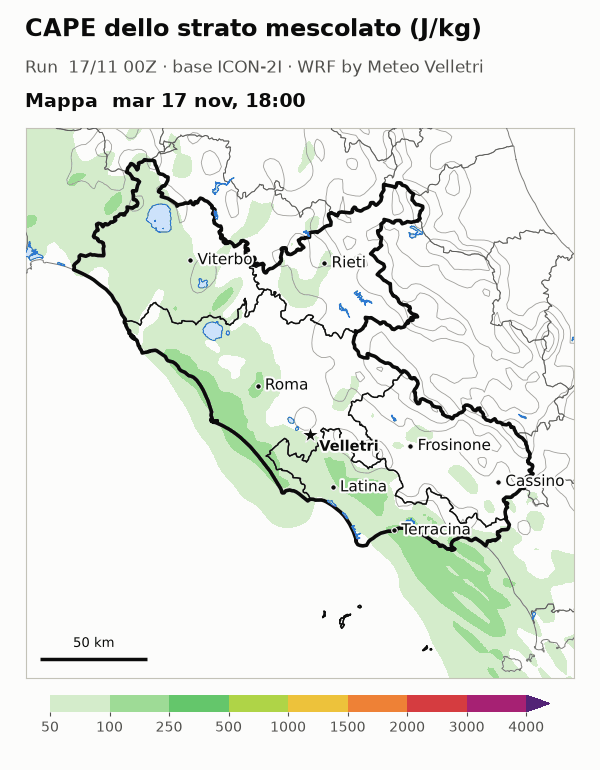 CAPE dello strato mescolato (J/kg)
Run  17/11 00Z · base ICON-2I · WRF by Meteo Velletri
Mappa  mar 17 nov, 18:00
Viterbo
Rieti
Roma
Velletri
Frosinone
Latina
Cassino
Terracina
50 km
50 100 250 500 1000 1500 2000 3000 4000